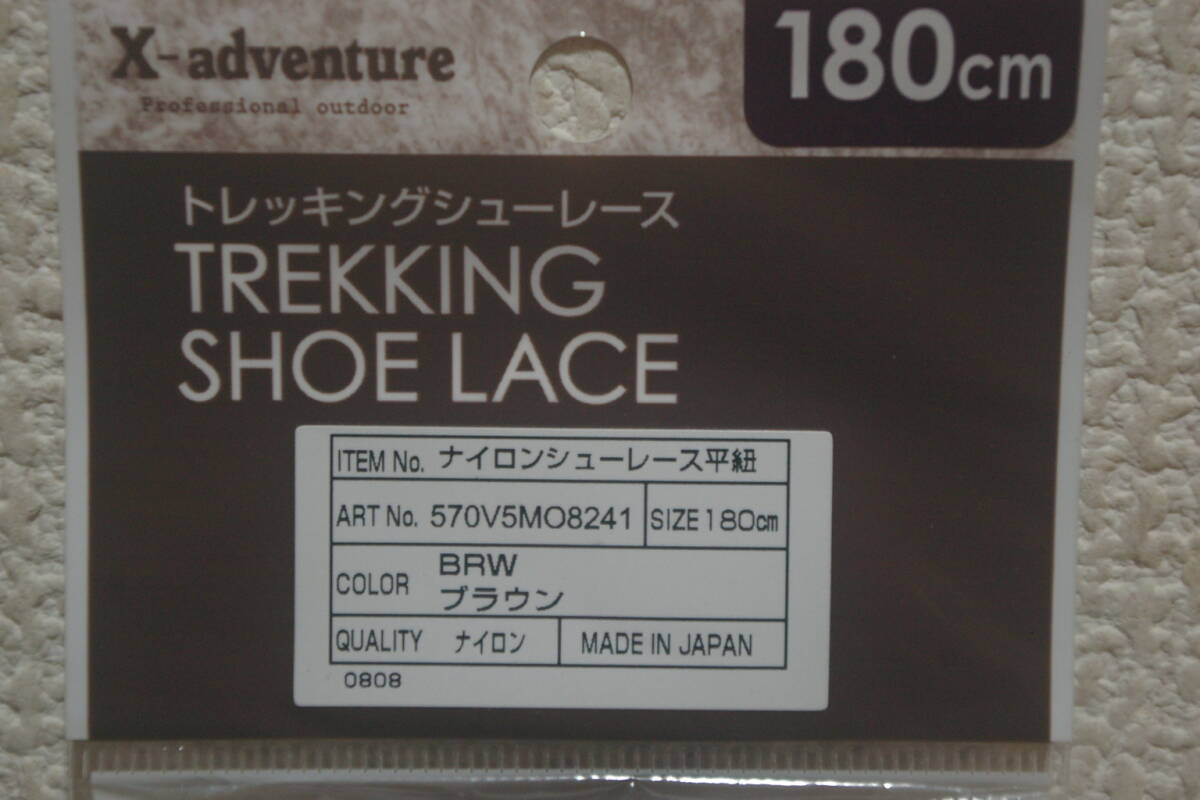 X-adventure
Professional outdoor
180cm
トレッキングシューレース
TREKKING
SHOE LACE
ITEM No. ナイロンシューレース平紐
ART No. 570V5MO8241 SIZE 180cm
COLOR BRW
ブラウン
QUALITY ナイロン MADE IN JAPAN
0808